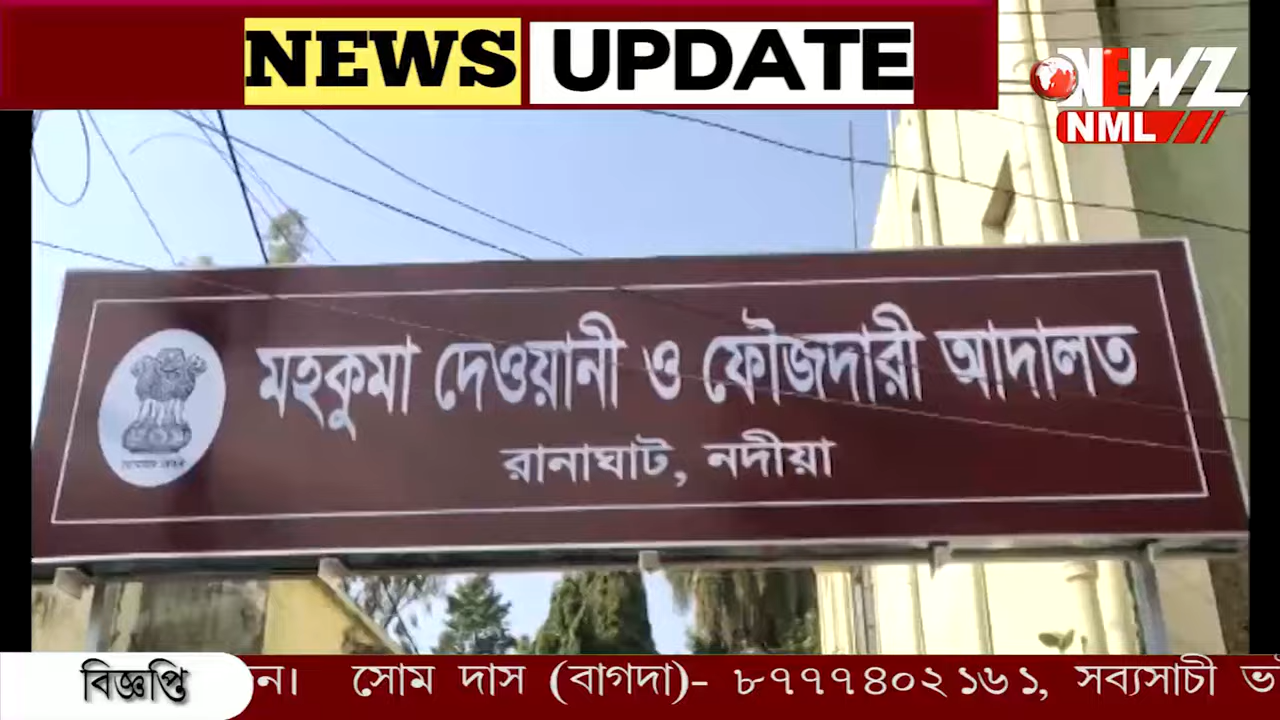 NEWS UPDATE
NEWZ
NML
মহকুমা দেওয়ানী ও ফৌজদারী আদালত
রানাঘাট, নদীয়া
বিজ্ঞপ্তি
ন। সোম দাস (বাগদা)- ৮৭৭৭৪০২১৬১, সব্যসাচী ভ